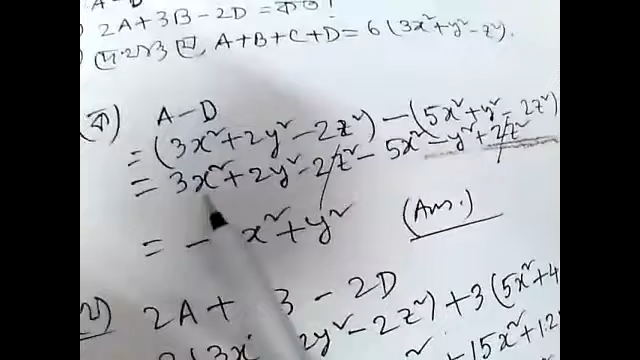 A-D
2A+3B-2D = কত?
দেখাও যে, A+B+C+D = 6(3x²+y²-z²).
(ক) A-D
= (3x²+2y²-2z²) - (5x²+y²-2z²)
= 3x²+2y²-2z²-5x²-y²+2z²
= - x²+y² (Ans.)
(খ) 2A + 3 - 2D
(3x 2y²-2z²) + 3(5x²+4
+15x²+12